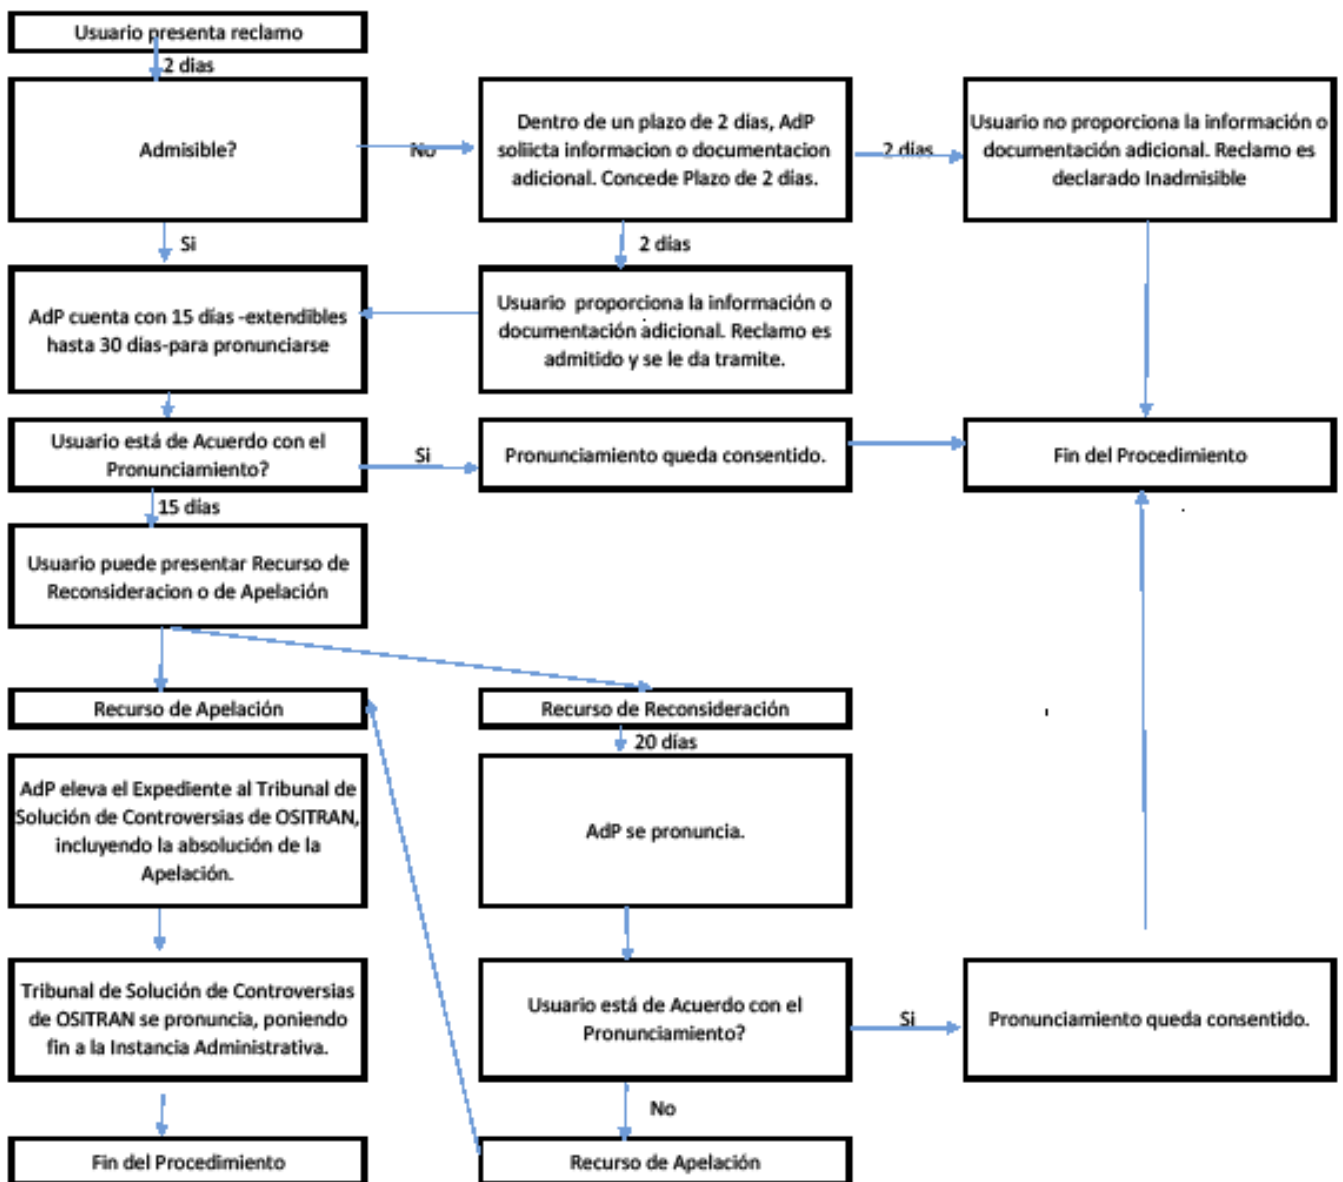 Usuario presenta reclamo
2 dias
Admisible?
No
Dentro de un plazo de 2 dias, AdP
soliicta informacion o documentacion
adicional. Concede Plazo de 2 dias.
2 dias
Usuario no proporciona la información o
documentación adicional. Reclamo es
declarado Inadmisible
Si
2 días
AdP cuenta con 15 días -extendibles
hasta 30 días-para pronunciarse
Usuario proporciona la información o
documentación adicional. Reclamo es
admitido y se le da tramite.
Usuario está de Acuerdo con el
Pronunciamiento?
Si
Pronunciamiento queda consentido.
Fin del Procedimiento
15 días
Usuario puede presentar Recurso de
Reconsideracion o de Apelación
Recurso de Apelación
Recurso de Reconsideración
20 días
AdP eleva el Expediente al Tribunal de
Solución de Controversias de OSITRAN,
incluyendo la absolución de la
Apelación.
AdP se pronuncia.
Tribunal de Solución de Controversias
de OSITRAN se pronuncia, poniendo
fin a la Instancia Administrativa.
Usuario está de Acuerdo con el
Pronunciamiento?
Si
Pronunciamiento queda consentido.
No
Fin del Procedimiento
Recurso de Apelación